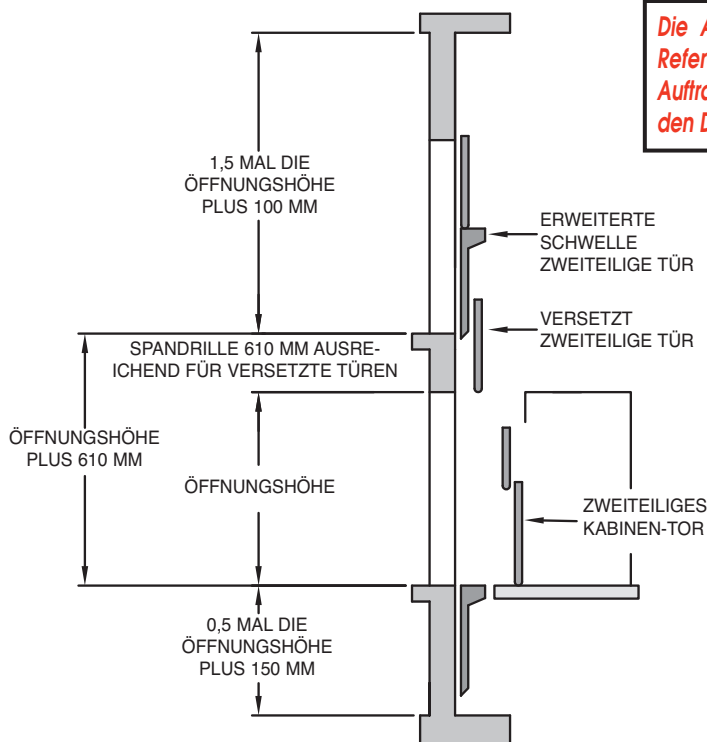 Die
Refer
Auftra
den D
1,5 MAL DIE
ÖFFNUNGSHÖHE
PLUS 100 MM
ERWEITERTE
SCHWELLE
ZWEITEILIGE TÜR
VERSETZT
ZWEITEILIGE TÜR
SPANDRILLE 610 MM AUSRE-
ICHEND FÜR VERSETZTE TÜREN
ÖFFNUNGSHÖHE
PLUS 610 MM
ÖFFNUNGSHÖHE
ZWEITEILIGES
KABINEN-TOR
0,5 MAL DIE
ÖFFNUNGSHÖHE
PLUS 150 MM